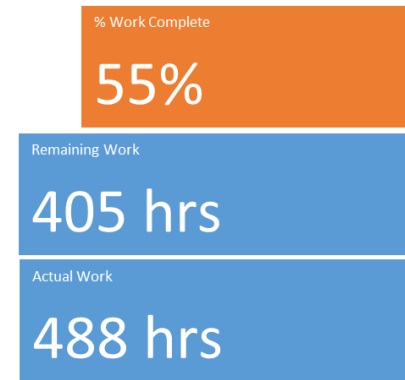 % Work Complete
55%
Remaining Work
405 hrs
Actual Work
488 hrs